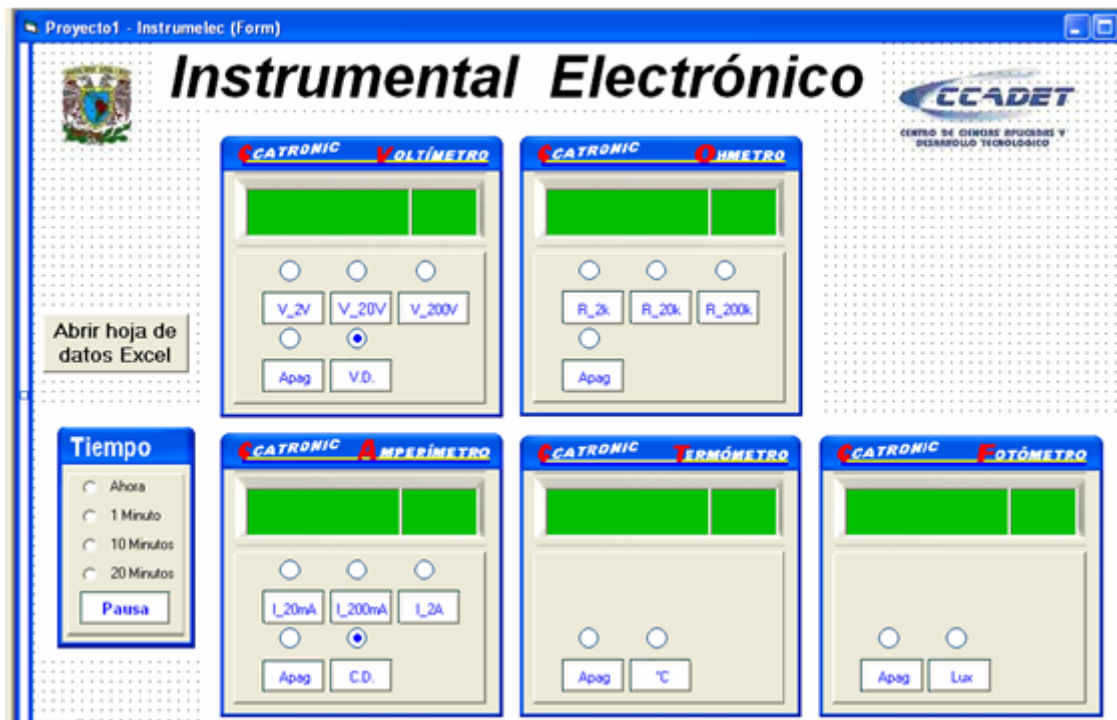 Proyecto1 - Instrumelec (Form)
Instrumental Electrónico
CCADET
CENTRO DE CIENCIAS APLICADAS Y
DESARROLLO TECNOLOGICO
CCATRONIC VOLTÍMETRO
V_2V V_20V V_200V
Apag V.D.
CCATRONIC OHMETRO
R_2k R_20k R_200k
Apag
Abrir hoja de
datos Excel
Tiempo
Ahora
1 Minuto
10 Minutos
20 Minutos
Pausa
CCATRONIC AMPERÍMETRO
I_20mA I_200mA I_2A
Apag C.D.
CCATRONIC TERMÓMETRO
Apag °C
CCATRONIC FOTÓMETRO
Apag Lux